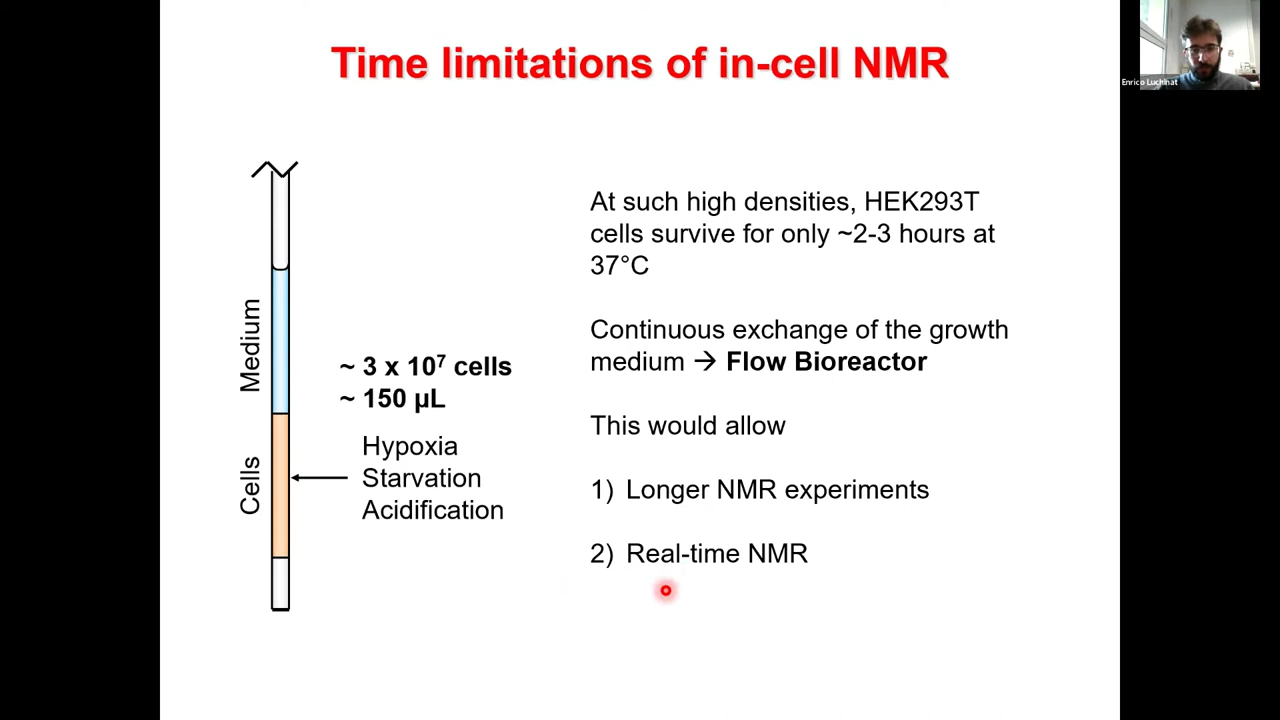 Time limitations of in-cell NMR
Enrico Luchinat
Medium
Cells
~ 3 x 10⁷ cells
~ 150 µL
Hypoxia
Starvation
Acidification
At such high densities, HEK293T
cells survive for only ~2-3 hours at
37°C
Continuous exchange of the growth
medium → Flow Bioreactor
This would allow
1) Longer NMR experiments
2) Real-time NMR